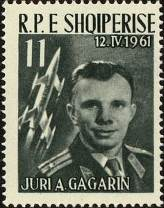 R.P.E SHQIPERISE
12.IV.1961
11
JURI A. GAGARIN